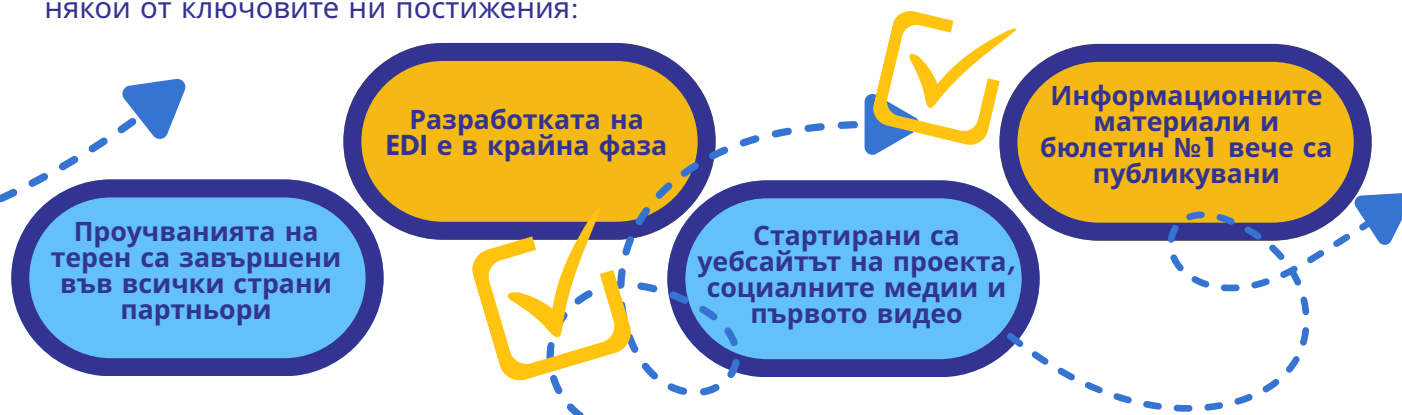 някои от ключовите ни постижения:
Проучванията на
терен са завършени
във всички страни
партньори
Разработката на
EDI е в крайна фаза
Стартирани са
уебсайтът на проекта,
социалните медии и
първото видео
Информационните
материали и
бюлетин №1 вече са
публикувани